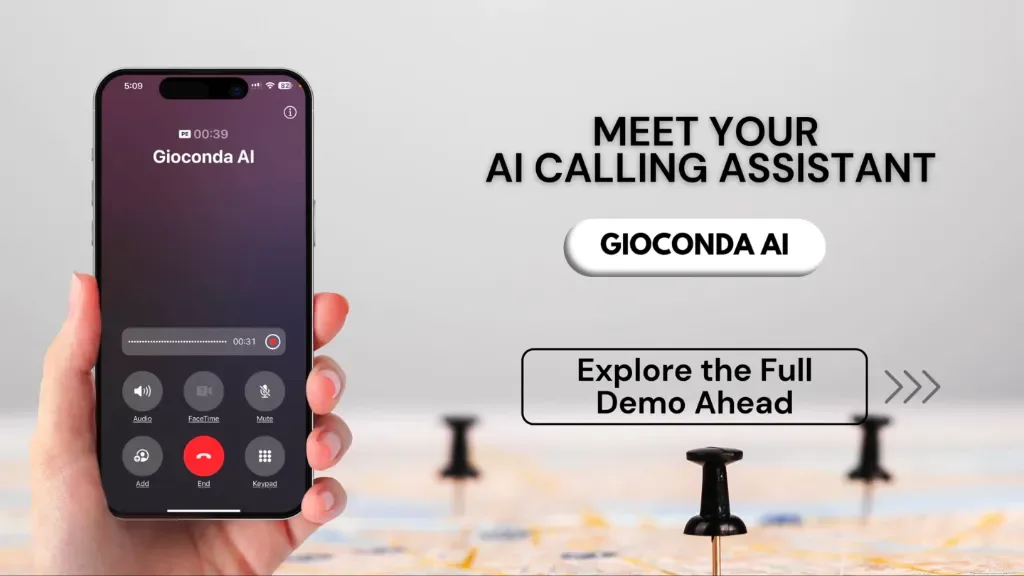 5:09
82
PE 00:39
Gioconda AI
00:31
Audio
FaceTime
Mute
Add
End
Keypad
MEET YOUR
AI CALLING ASSISTANT
GIOCONDA AI
Explore the Full
Demo Ahead